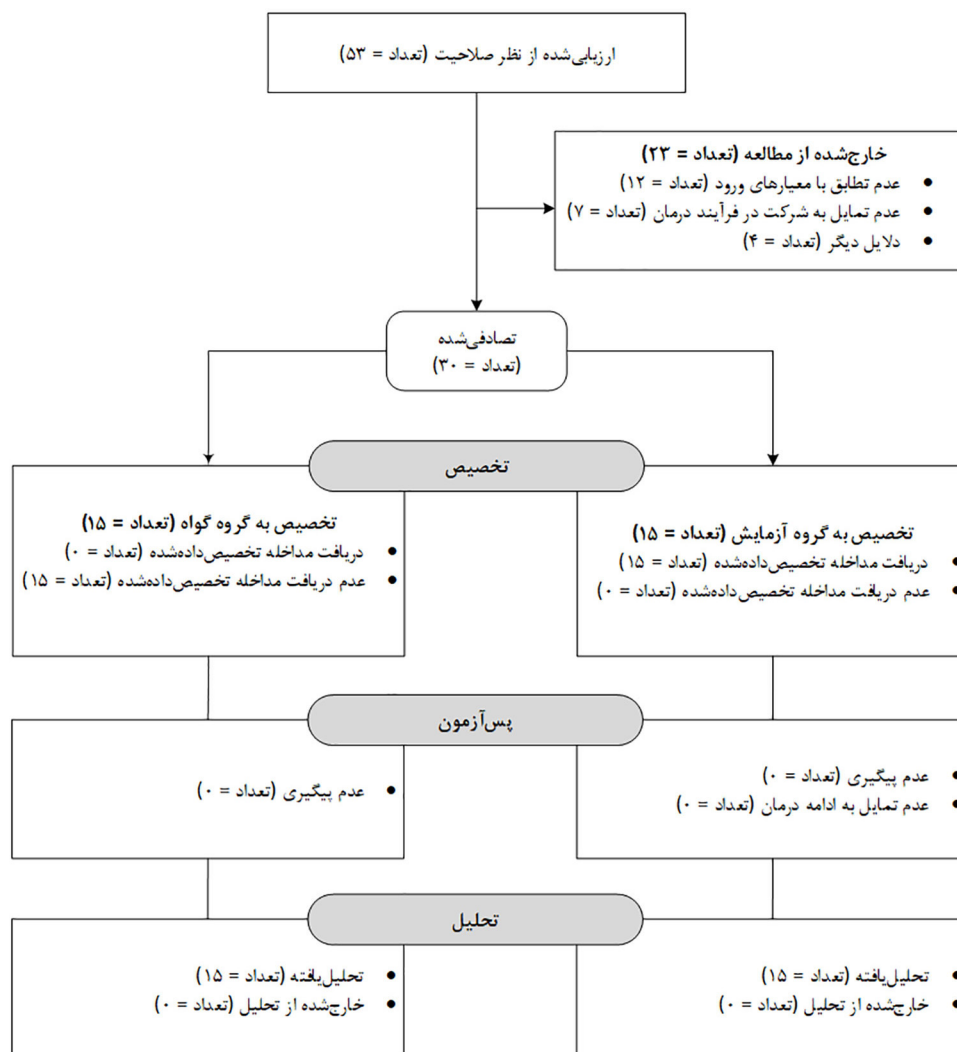 ارزیابی‌شده از نظر صلاحیت (تعداد = ۵۳)
خارج‌شده از مطالعه (تعداد = ۲۳)
• عدم تطابق با معیارهای ورود (تعداد = ۱۲)
• عدم تمایل به شرکت در فرآیند درمان (تعداد = ۷)
• دلایل دیگر (تعداد = ۴)
تصادفی‌شده
(تعداد = ۳۰)
تخصیص
تخصیص به گروه آزمایش (تعداد = ۱۵)
• دریافت مداخله تخصیص‌داده‌شده (تعداد = ۱۵)
• عدم دریافت مداخله تخصیص‌داده‌شده (تعداد = ۰)
تخصیص به گروه گواه (تعداد = ۱۵)
• دریافت مداخله تخصیص‌داده‌شده (تعداد = ۰)
• عدم دریافت مداخله تخصیص‌داده‌شده (تعداد = ۱۵)
پس‌آزمون
• عدم پیگیری (تعداد = ۰)
• عدم تمایل به ادامه درمان (تعداد = ۰)
• عدم پیگیری (تعداد = ۰)
تحلیل
• تحلیل‌یافته (تعداد = ۱۵)
• خارج‌شده از تحلیل (تعداد = ۰)
• تحلیل‌یافته (تعداد = ۱۵)
• خارج‌شده از تحلیل (تعداد = ۰)